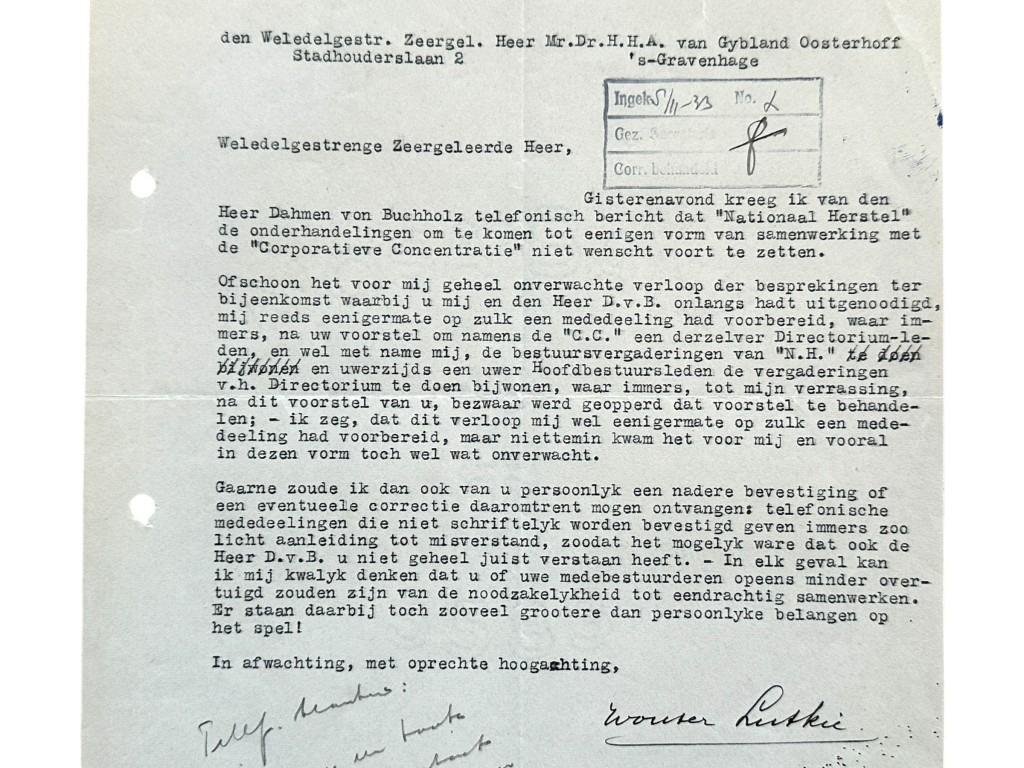 den Weledelgestr. Zeergel. Heer Mr.Dr.H.H.A. van Gybland Oosterhoff
Stadhouderslaan 2 's-Gravenhage
Ingek. 5/11-33 No. 2
Gez. Secretaris
Corr. behandeld
Weledelgestrenge Zeergeleerde Heer,
Gisterenavond kreeg ik van den
Heer Dahmen von Buchholz telefonisch bericht dat "Nationaal Herstel"
de onderhandelingen om te komen tot eenigen vorm van samenwerking met
de "Corporatieve Concentratie" niet wenscht voort te zetten.
Ofschoon het voor mij geheel onverwachte verloop der besprekingen ter
bijeenkomst waarbij u mij en den Heer D.v.B. onlangs hadt uitgenoodigd,
mij reeds eenigermate op zulk een mededeeling had voorbereid, waar im-
mers, na uw voorstel om namens de "C.C." een derzelver Directorium-le-
den, en wel met name mij, de bestuursvergaderingen van "N.H." te doen
bijwonen en uwerzijds een uwer Hoofdbestuursleden de vergaderingen
v.h. Directorium te doen bijwonen, waar immers, tot mijn verrassing,
na dit voorstel van u, bezwaar werd geopperd dat voorstel te behande-
len; - ik zeg, dat dit verloop mij wel eenigermate op zulk een mede-
deeling had voorbereid, maar niettemin kwam het voor mij en vooral
in dezen vorm toch wel wat onverwacht.
Gaarne zoude ik dan ook van u persoonlyk een nadere bevestiging of
een eventueele correctie daaromtrent mogen ontvangen: telefonische
mededeelingen die niet schriftelyk worden bevestigd geven immers zoo
licht aanleiding tot misverstand, zoodat het mogelyk ware dat ook de
Heer D.v.B. u niet geheel juist verstaan heeft. - In elk geval kan
ik mij kwalyk denken dat u of uwe medebestuurderen opeens minder over-
tuigd zouden zijn van de noodzakelykheid tot eendrachtig samenwerken.
Er staan daarbij toch zooveel grootere dan persoonlyke belangen op
het spel!
In afwachting, met oprechte hoogachting,
Wouter Lutkie
Telef.